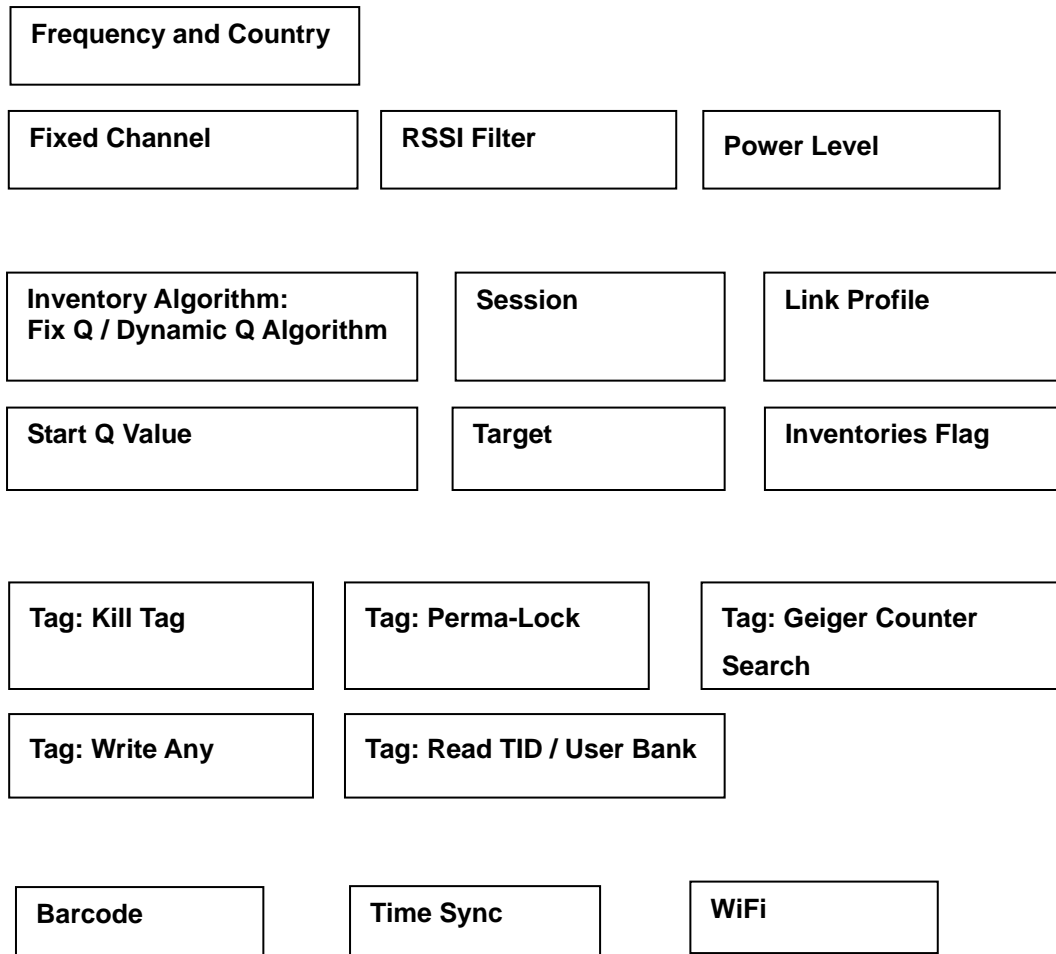 Frequency and Country
Fixed Channel
RSSI Filter
Power Level
Inventory Algorithm:
Fix Q / Dynamic Q Algorithm
Session
Link Profile
Start Q Value
Target
Inventories Flag
Tag: Kill Tag
Tag: Perma-Lock
Tag: Geiger Counter
Search
Tag: Write Any
Tag: Read TID / User Bank
Barcode
Time Sync
WiFi